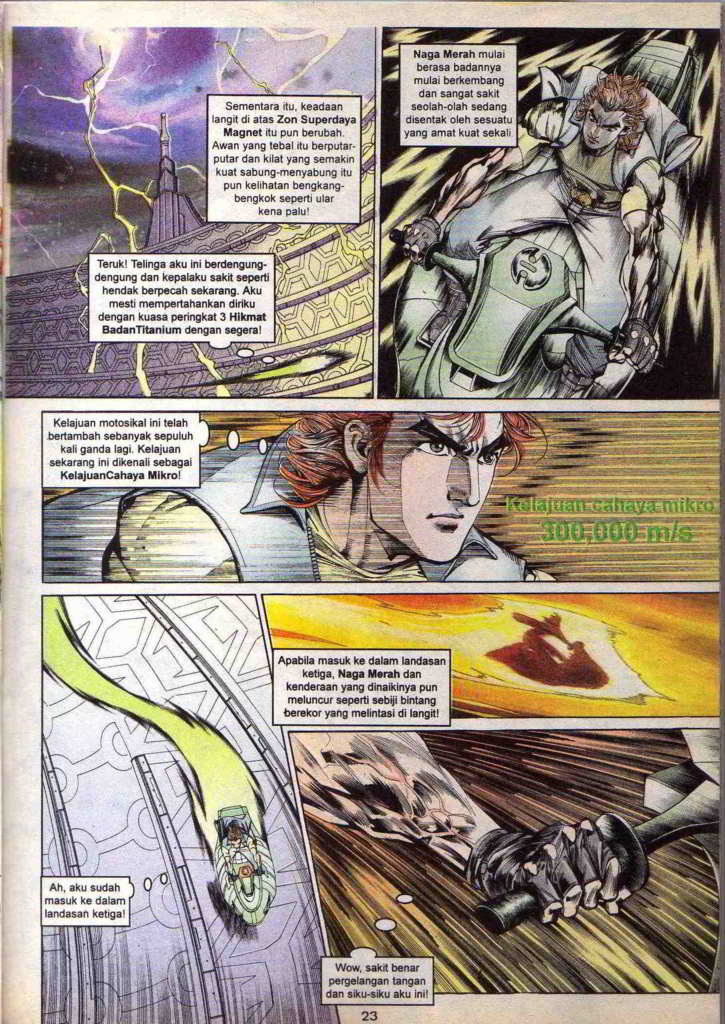 Sementara itu, keadaan
langit di atas Zon Superdaya
Magnet itu pun berubah.
Awan yang tebal itu berputar-
putar dan kilat yang semakin
kuat sabung-menyabung itu
pun kelihatan bengkang-
bengkok seperti ular
kena palu!
Teruk! Telinga aku ini berdengung-
dengung dan kepalaku sakit seperti
hendak berpecah sekarang. Aku
mesti mempertahankan diriku
dengan kuasa peringkat 3 Hikmat
BadanTitanium dengan segera!
Naga Merah mulai
berasa badannya
mulai berkembang
dan sangat sakit
seolah-olah sedang
disentak oleh sesuatu
yang amat kuat sekali
Kelajuan motosikal ini telah
bertambah sebanyak sepuluh
kali ganda lagi. Kelajuan
sekarang ini dikenali sebagai
KelajuanCahaya Mikro!
Kelajuan cahaya mikro
300,000 m/s
Apabila masuk ke dalam landasan
ketiga, Naga Merah dan
kenderaan yang dinaikinya pun
meluncur seperti sebiji bintang
berekor yang melintasi di langit!
Ah, aku sudah
masuk ke dalam
landasan ketiga!
Wow, sakit benar
pergelangan tangan
dan siku-siku aku ini!
23